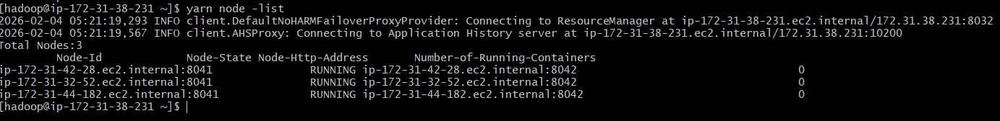 [hadoop@ip-172-31-38-231 ~]$ yarn node -list
2026-02-04 05:21:19,293 INFO client.DefaultNoHARMFailoverProxyProvider: Connecting to ResourceManager at ip-172-31-38-231.ec2.internal/172.31.38.231:8032
2026-02-04 05:21:19,567 INFO client.AHSProxy: Connecting to Application History server at ip-172-31-38-231.ec2.internal/172.31.38.231:10200
Total Nodes:3
         Node-Id             Node-State Node-Http-Address       Number-of-Running-Containers
ip-172-31-42-28.ec2.internal:8041               RUNNING ip-172-31-42-28.ec2.internal:8042                                  0
ip-172-31-32-52.ec2.internal:8041               RUNNING ip-172-31-32-52.ec2.internal:8042                                  0
ip-172-31-44-182.ec2.internal:8041              RUNNING ip-172-31-44-182.ec2.internal:8042                                 0
[hadoop@ip-172-31-38-231 ~]$